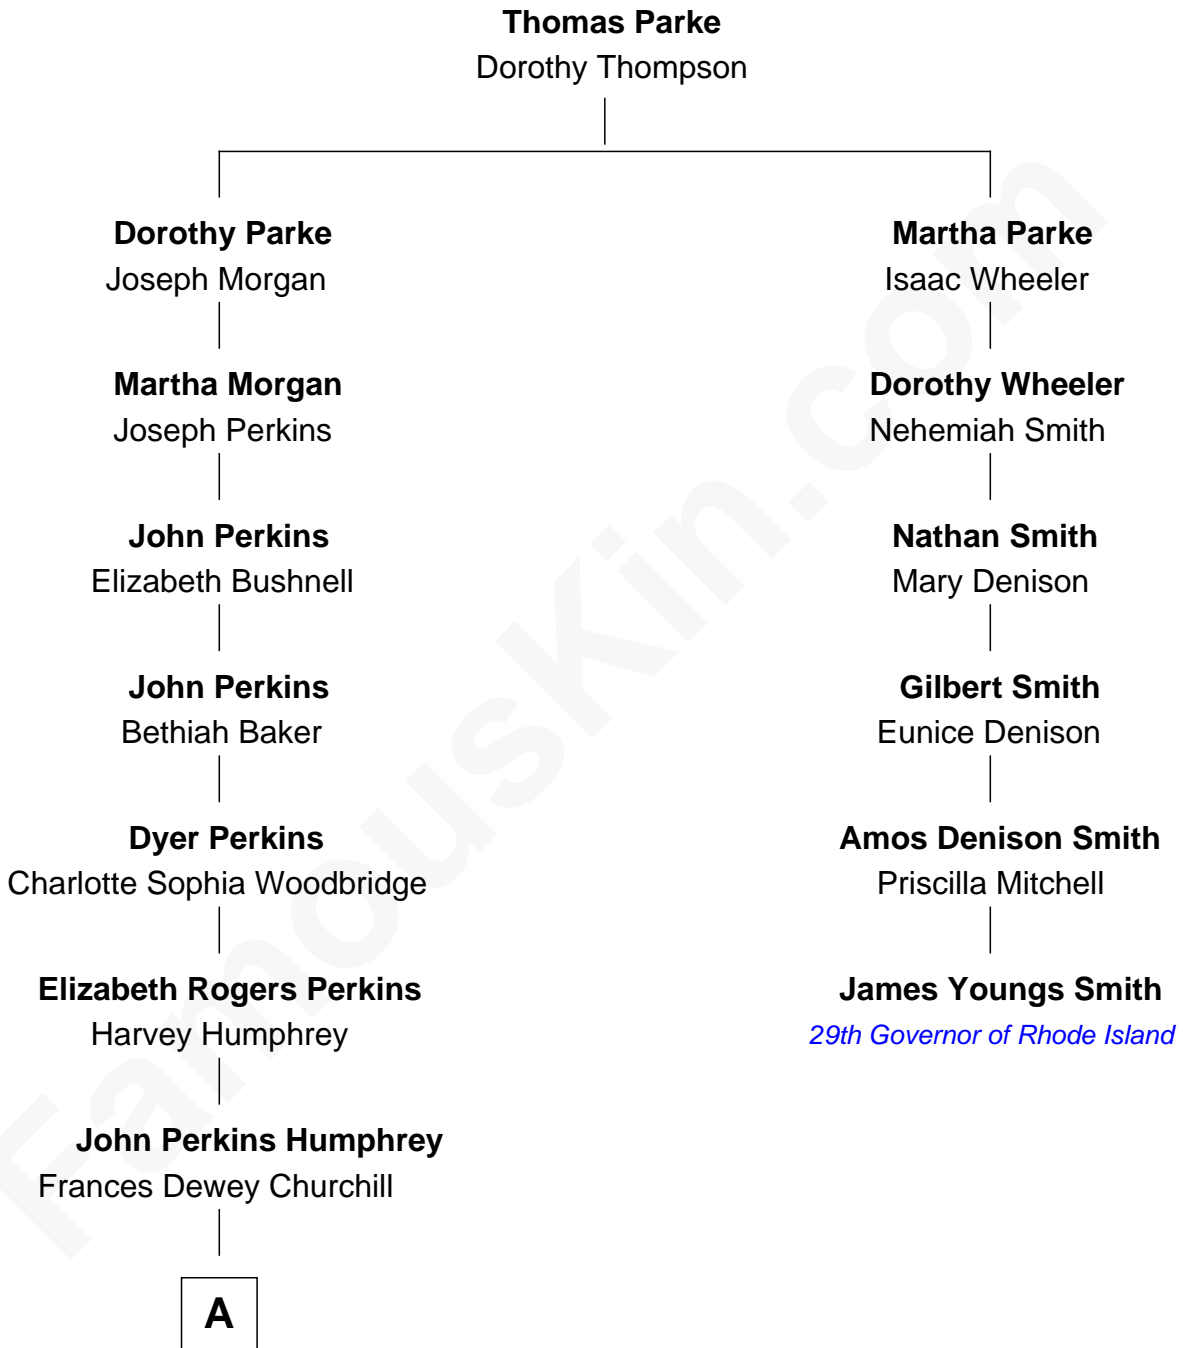 Thomas Parke
Dorothy Thompson
Dorothy Parke
Joseph Morgan
Martha Morgan
Joseph Perkins
John Perkins
Elizabeth Bushnell
John Perkins
Bethiah Baker
Dyer Perkins
Charlotte Sophia Woodbridge
Elizabeth Rogers Perkins
Harvey Humphrey
John Perkins Humphrey
Frances Dewey Churchill
A
Martha Parke
Isaac Wheeler
Dorothy Wheeler
Nehemiah Smith
Nathan Smith
Mary Denison
Gilbert Smith
Eunice Denison
Amos Denison Smith
Priscilla Mitchell
James Youngs Smith
29th Governor of Rhode Island
FamousKin.com